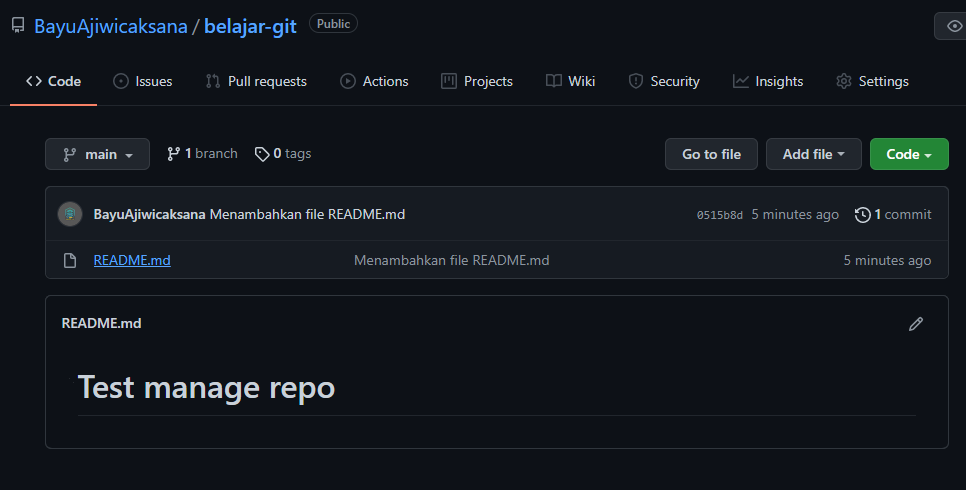 BayuAjiwicaksana / belajar-git Public
Code Issues Pull requests Actions Projects Wiki Security Insights Settings
main 1 branch 0 tags Go to file Add file Code
BayuAjiwicaksana Menambahkan file README.md 0515b8d 5 minutes ago 1 commit
README.md Menambahkan file README.md 5 minutes ago
README.md
Test manage repo